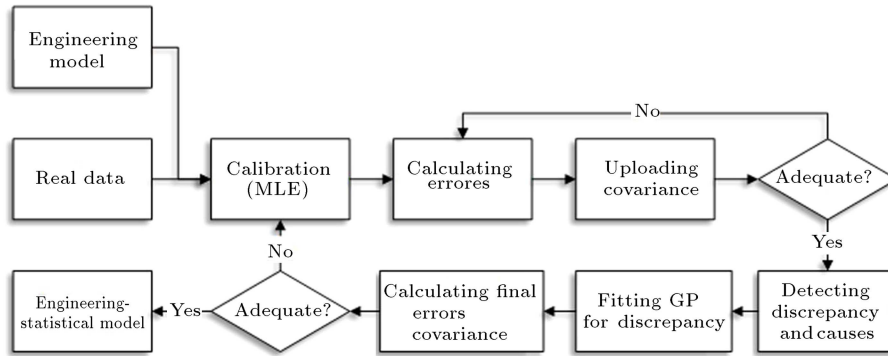 Engineering
model
No
Real data
Calibration
(MLE)
Calculating
errores
Uploading
covariance
Adequate?
No
Yes
Engineering-
statistical model
Yes
Adequate?
Calculating final
errors
covariance
Fitting GP
for discrepancy
Detecting
discrepancy
and causes